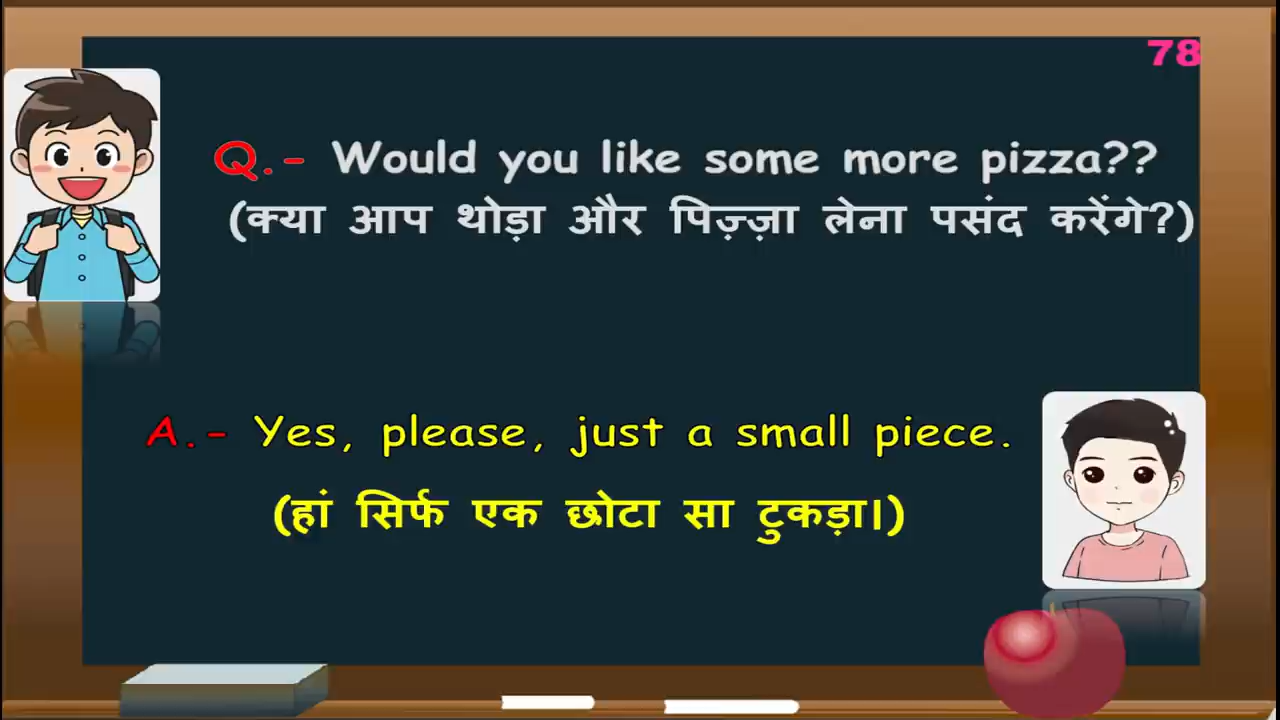 78
Q.- Would you like some more pizza??
(क्या आप थोड़ा और पिज़्ज़ा लेना पसंद करेंगे?)
A.- Yes, please, just a small piece.
(हां सिर्फ एक छोटा सा टुकड़ा।)